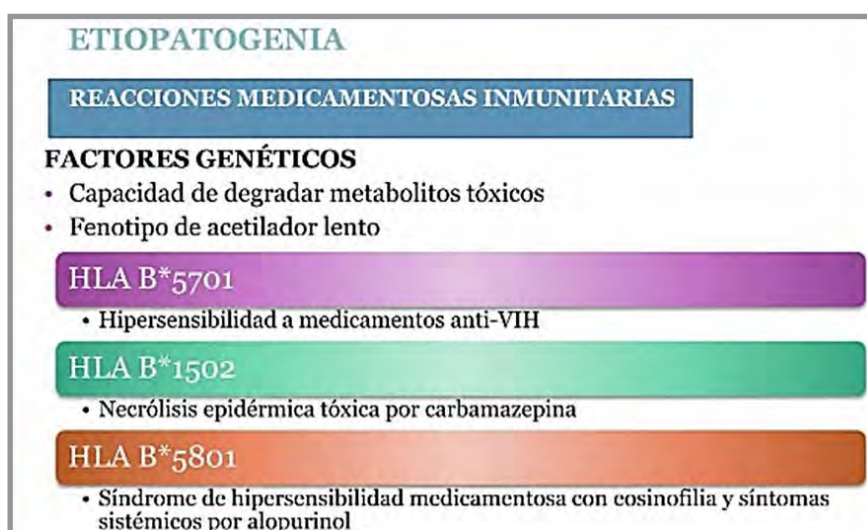 ETIOPATOGENIA
REACCIONES MEDICAMENTOSAS INMUNITARIAS
FACTORES GENÉTICOS
• Capacidad de degradar metabolitos tóxicos
• Fenotipo de acetilador lento
HLA B*5701
• Hipersensibilidad a medicamentos anti-VIH
HLA B*1502
• Necrólisis epidérmica tóxica por carbamazepina
HLA B*5801
• Síndrome de hipersensibilidad medicamentosa con eosinofilia y síntomas
sistémicos por alopurinol